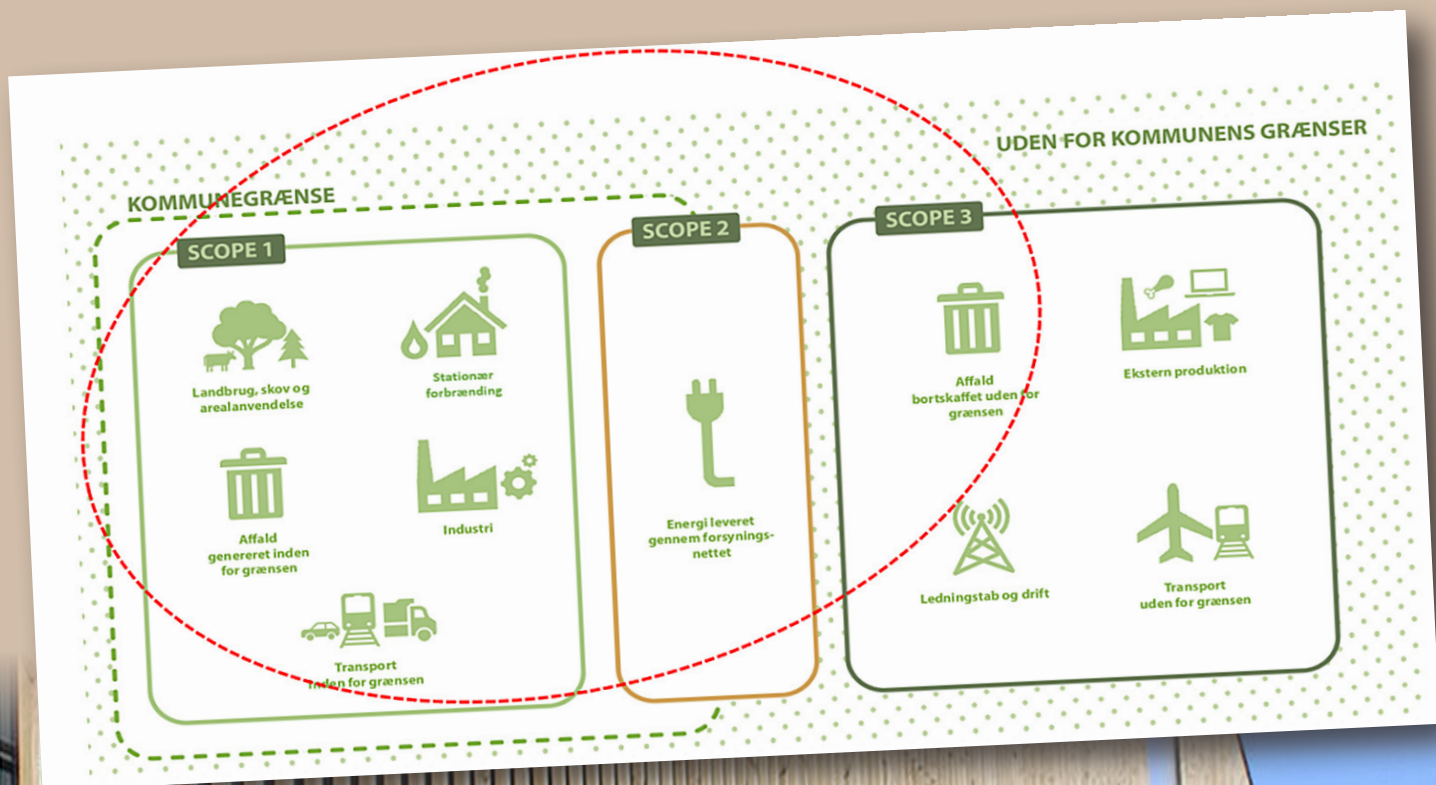 UDEN FOR KOMMUNENS GRÆNSER
KOMMUNEGRÆNSE
SCOPE 1
Landbrug, skov og
arealanvendelse
Stationær
forbrænding
Affald
genereret inden
for grænsen
Industri
Transport
inden for grænsen
SCOPE 2
Energi leveret
gennem forsynings-
nettet
SCOPE 3
Affald
bortskaffet uden for
grænsen
Ekstern produktion
Ledningstab og drift
Transport
uden for grænsen